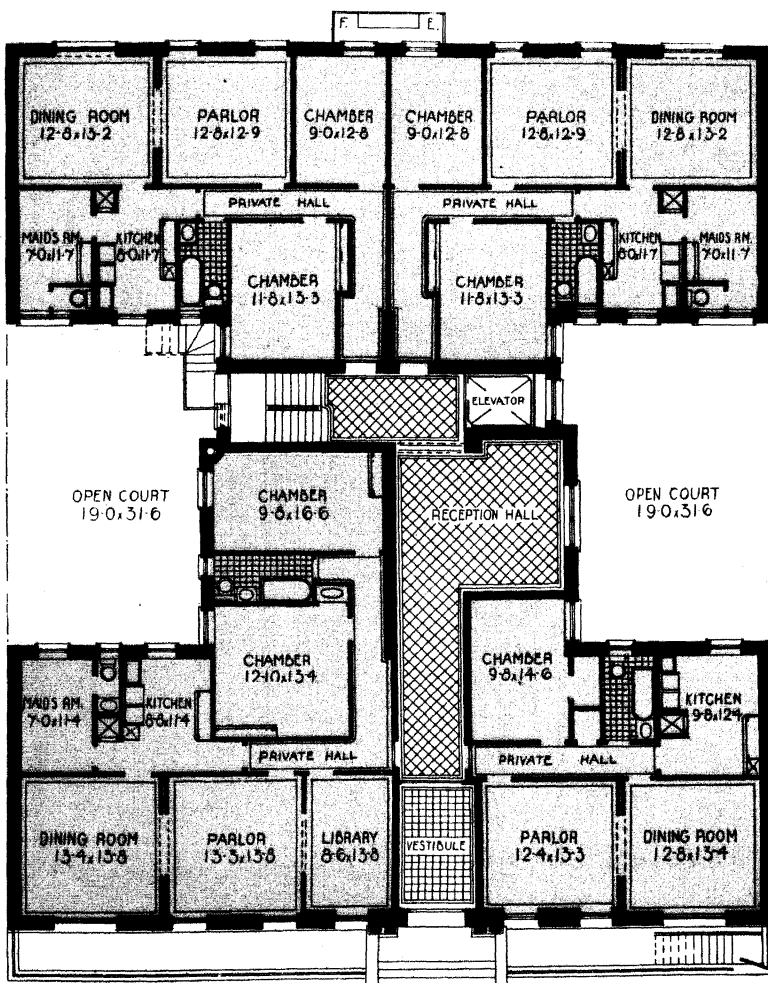 F. E.
DINING ROOM
12-8x13-2
PARLOR
12-8x12-9
CHAMBER
9-0x12-8
CHAMBER
9-0x12-8
PARLOR
12-8x12-9
DINING ROOM
12-8x13-2
PRIVATE HALL
PRIVATE HALL
MAIDS RM.
7-0x11-7
KITCHEN
8-0x11-7
CHAMBER
11-8x13-3
CHAMBER
11-8x13-3
KITCHEN
8-0x11-7
MAIDS RM.
7-0x11-7
ELEVATOR
OPEN COURT
19-0x31-6
CHAMBER
9-8x16-6
RECEPTION HALL
OPEN COURT
19-0x31-6
CHAMBER
12-10x13-4
CHAMBER
9-8x14-6
MAIDS RM.
7-0x11-4
KITCHEN
8-8x11-4
KITCHEN
9-8x12-4
PRIVATE HALL
PRIVATE HALL
DINING ROOM
13-4x13-8
PARLOR
13-3x13-8
LIBRARY
8-6x13-8
VESTIBULE
PARLOR
12-4x13-3
DINING ROOM
12-8x13-4